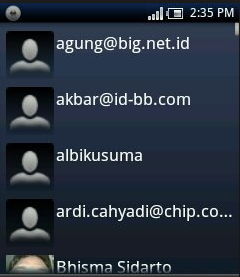 2:35 PM
agung@big.net.id
akbar@id-bb.com
albikusuma
ardi.cahyadi@chip.co...
Bhisma Sidarto